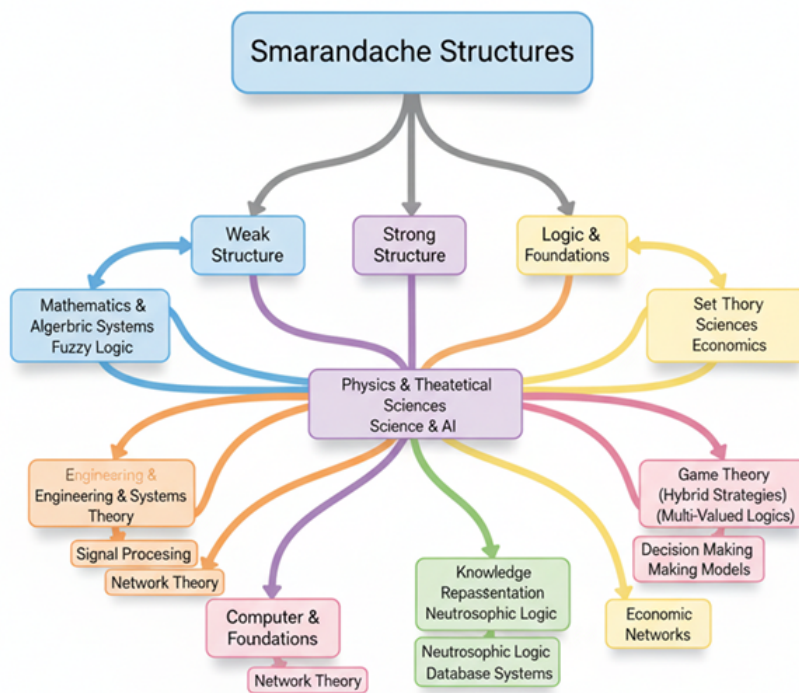 Smarandache Structures
Weak
Structure
Strong
Structure
Logic &
Foundations
Mathematics &
Algerbric Systems
Fuzzy Logic
Set Thory
Sciences
Economics
Physics & Theatetical
Sciences
Science & AI
Engineering &
Engineering & Systems
Theory
Signal Procesing
Network Theory
Game Theory
(Hybrid Strategies)
(Multi-Valued Logics)
Decision Making
Making Models
Computer &
Foundations
Network Theory
Knowledge
Repassentation
Neutrosophic Logic
Neutrosophic Logic
Database Systems
Economic
Networks